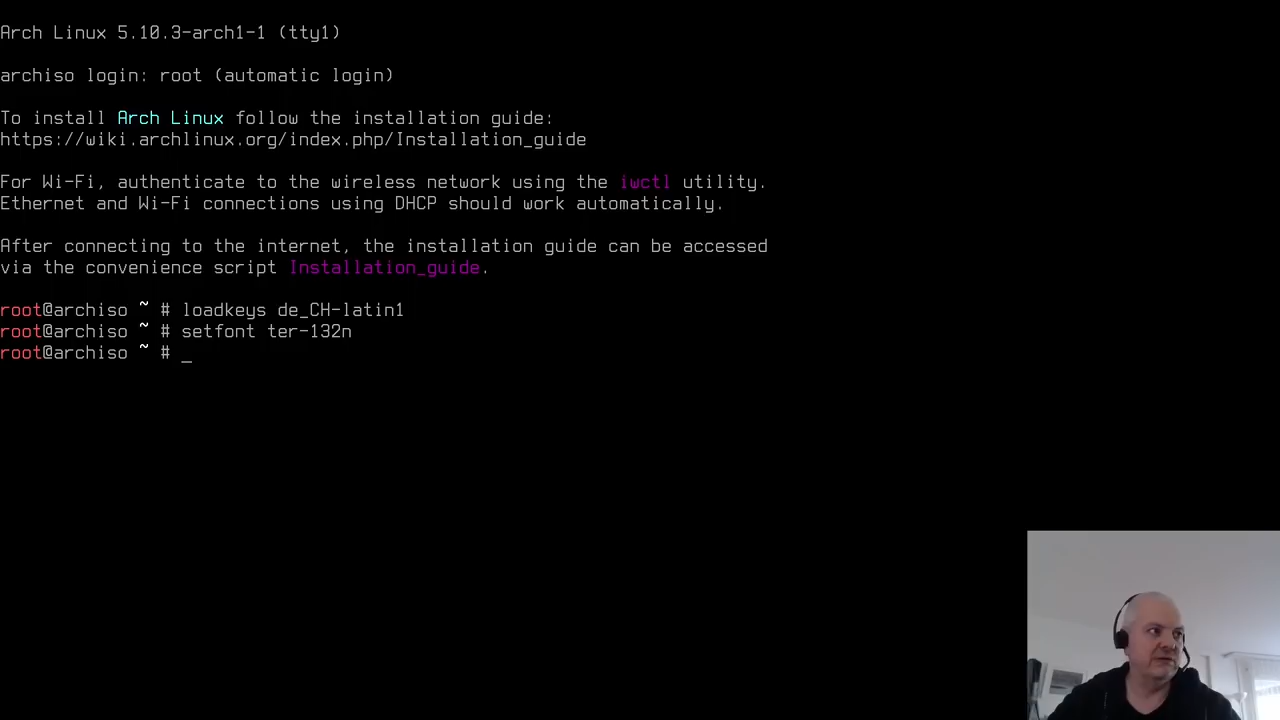 Arch Linux 5.10.3-arch1-1 (tty1)
archiso login: root (automatic login)
To install Arch Linux follow the installation guide:
https://wiki.archlinux.org/index.php/Installation_guide
For Wi-Fi, authenticate to the wireless network using the iwctl utility.
Ethernet and Wi-Fi connections using DHCP should work automatically.
After connecting to the internet, the installation guide can be accessed
via the convenience script Installation_guide.
root@archiso ~ # loadkeys de_CH-latin1
root@archiso ~ # setfont ter-132n
root@archiso ~ # _